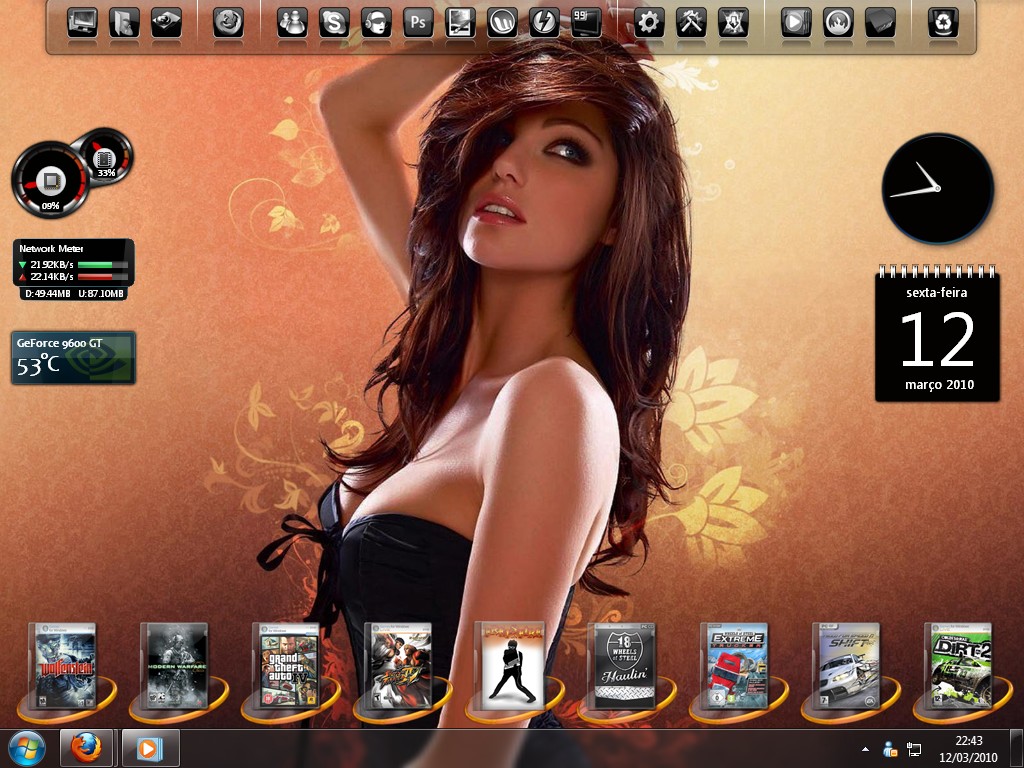 Ps
99
33%
09%
Network Meter
21.92KB/s
22.14KB/s
D:49.44MB U:87.10MB
GeForce 9600 GT
53°C
sexta-feira
12
março 2010
Wolfenstein
MODERN WARFARE
grand
theft
auto
IV
18
WHEELS
of
STEEL
Haulin'
EXTREME
TRUCKER
SHIFT
DIRT2
22:43
12/03/2010